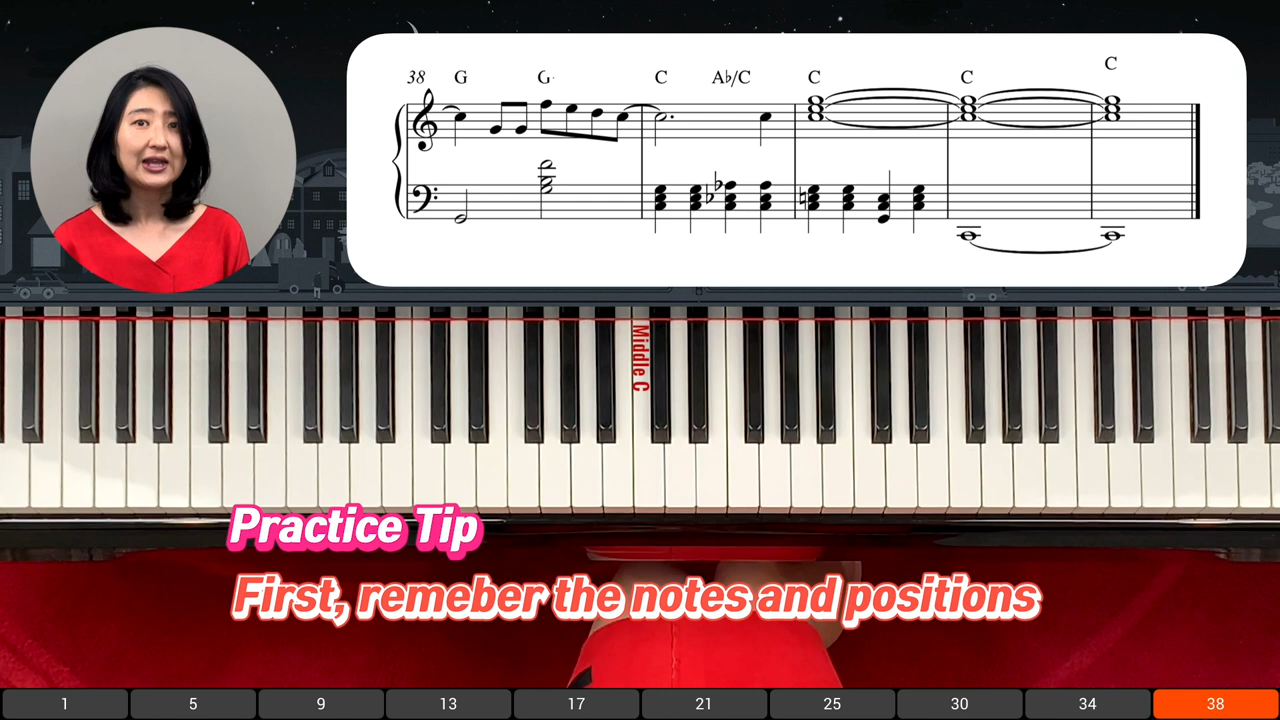 38 G G C A♭/C C C C
Middle C
Practice Tip
First, remeber the notes and positions
1 5 9 13 17 21 25 30 34 38